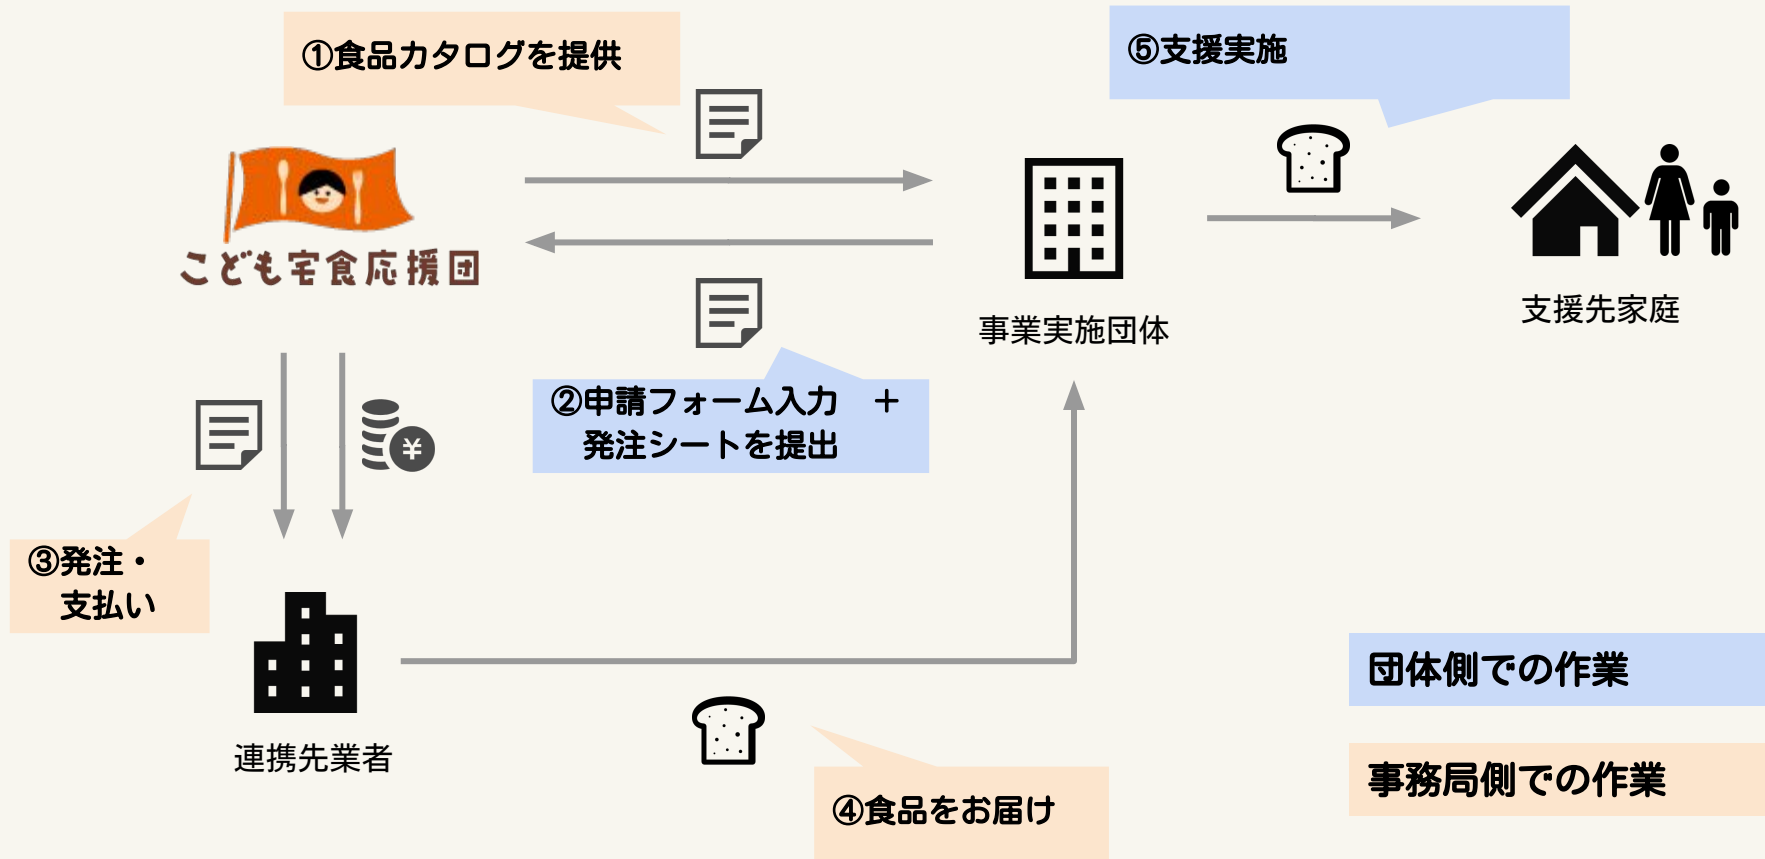 ①食品カタログを提供
⑤支援実施
こども宅食応援団
事業実施団体
支援先家庭
②申請フォーム入力　＋
発注シートを提出
¥
③発注・
支払い
連携先業者
④食品をお届け
団体側での作業
事務局側での作業